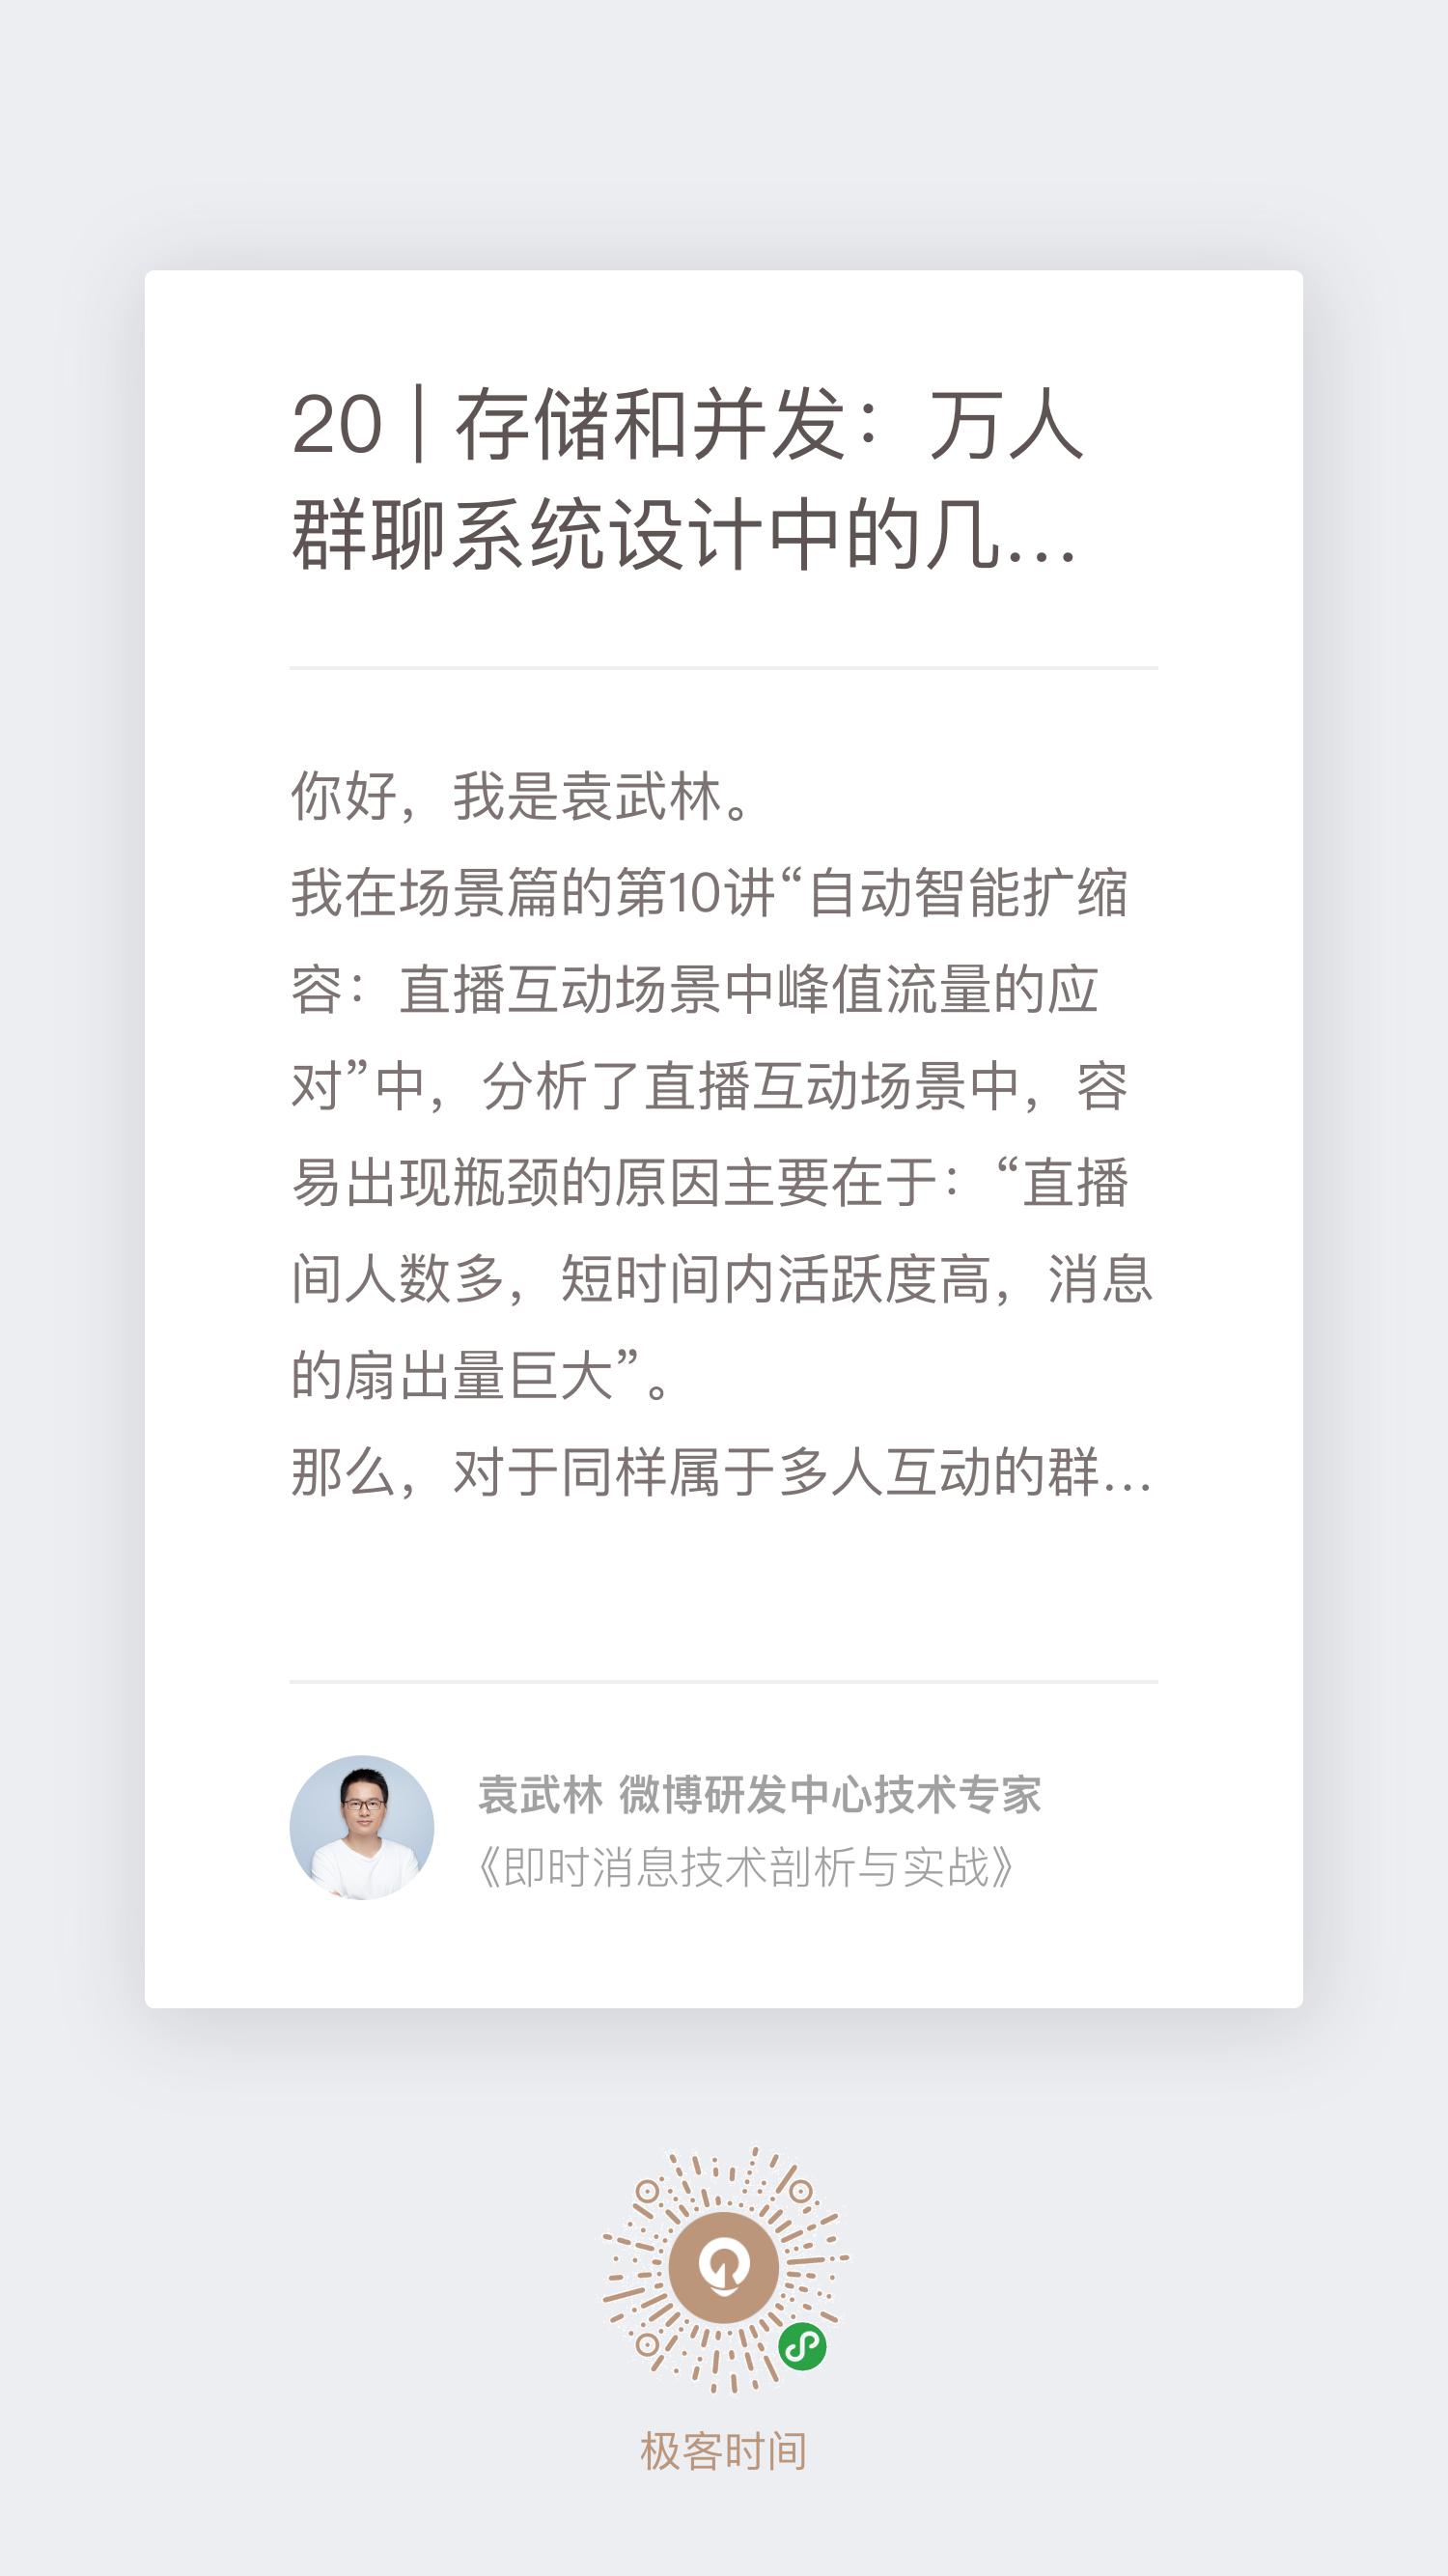 20 | 存储和并发：万人
群聊系统设计中的几...
你好，我是袁武林。
我在场景篇的第10讲“自动智能扩缩
容：直播互动场景中峰值流量的应
对”中，分析了直播互动场景中，容
易出现瓶颈的原因主要在于：“直播
间人数多，短时间内活跃度高，消息
的扇出量巨大”。
那么，对于同样属于多人互动的群...
袁武林 微博研发中心技术专家
《即时消息技术剖析与实战》
极客时间